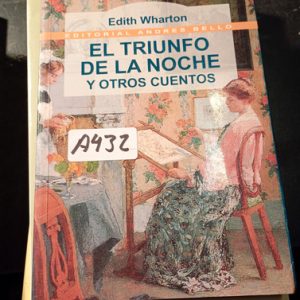 Edith Wharton
EDITORIAL ANDRES BELLO
EL TRIUNFO
DE LA NOCHE
Y OTROS CUENTOS
A432